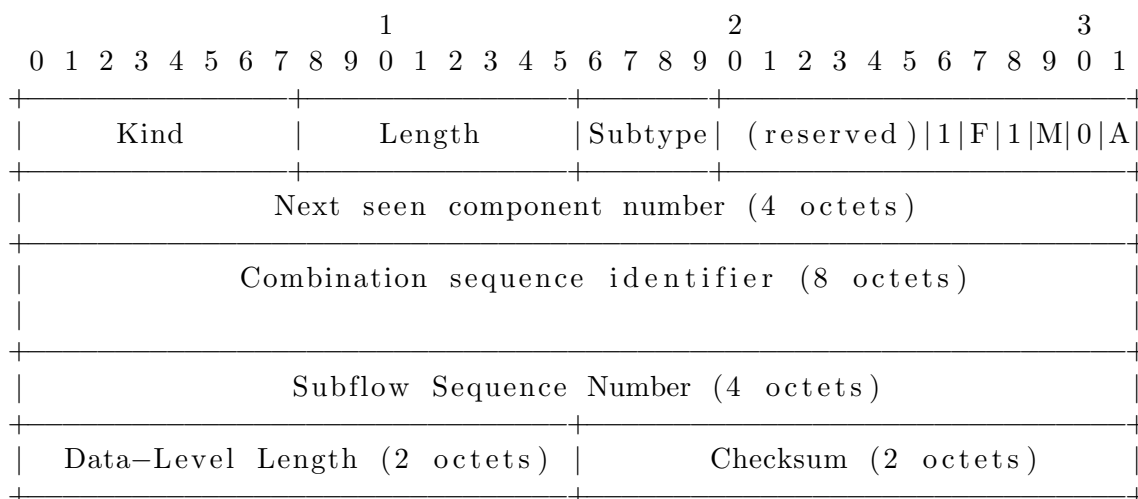 1 2 3
0 1 2 3 4 5 6 7 8 9 0 1 2 3 4 5 6 7 8 9 0 1 2 3 4 5 6 7 8 9 0 1
| Kind | Length |Subtype| (reserved)|1|F|1|M|0|A|
Next seen component number (4 octets)
Combination sequence identifier (8 octets)
Subflow Sequence Number (4 octets)
| Data−Level Length (2 octets) | Checksum (2 octets) |